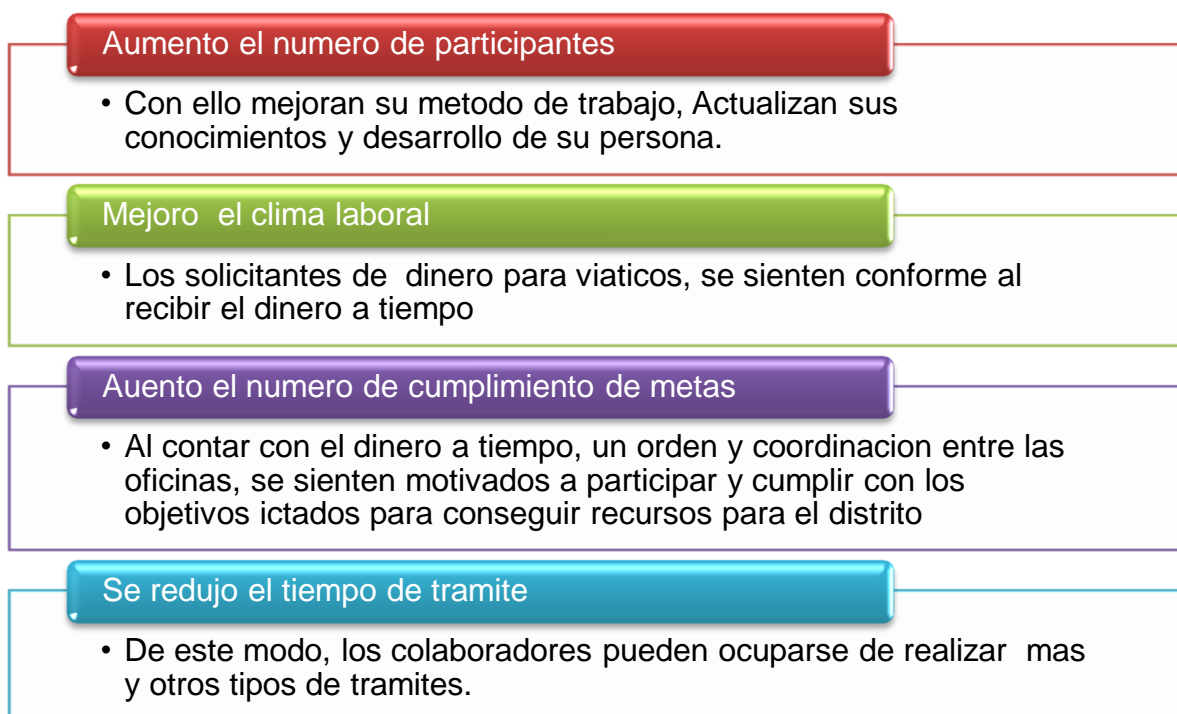 Aumento el numero de participantes
• Con ello mejoran su metodo de trabajo, Actualizan sus
conocimientos y desarrollo de su persona.
Mejoro el clima laboral
• Los solicitantes de dinero para viaticos, se sienten conforme al
recibir el dinero a tiempo
Auento el numero de cumplimiento de metas
• Al contar con el dinero a tiempo, un orden y coordinacion entre las
oficinas, se sienten motivados a participar y cumplir con los
objetivos ictados para conseguir recursos para el distrito
Se redujo el tiempo de tramite
• De este modo, los colaboradores pueden ocuparse de realizar mas
y otros tipos de tramites.